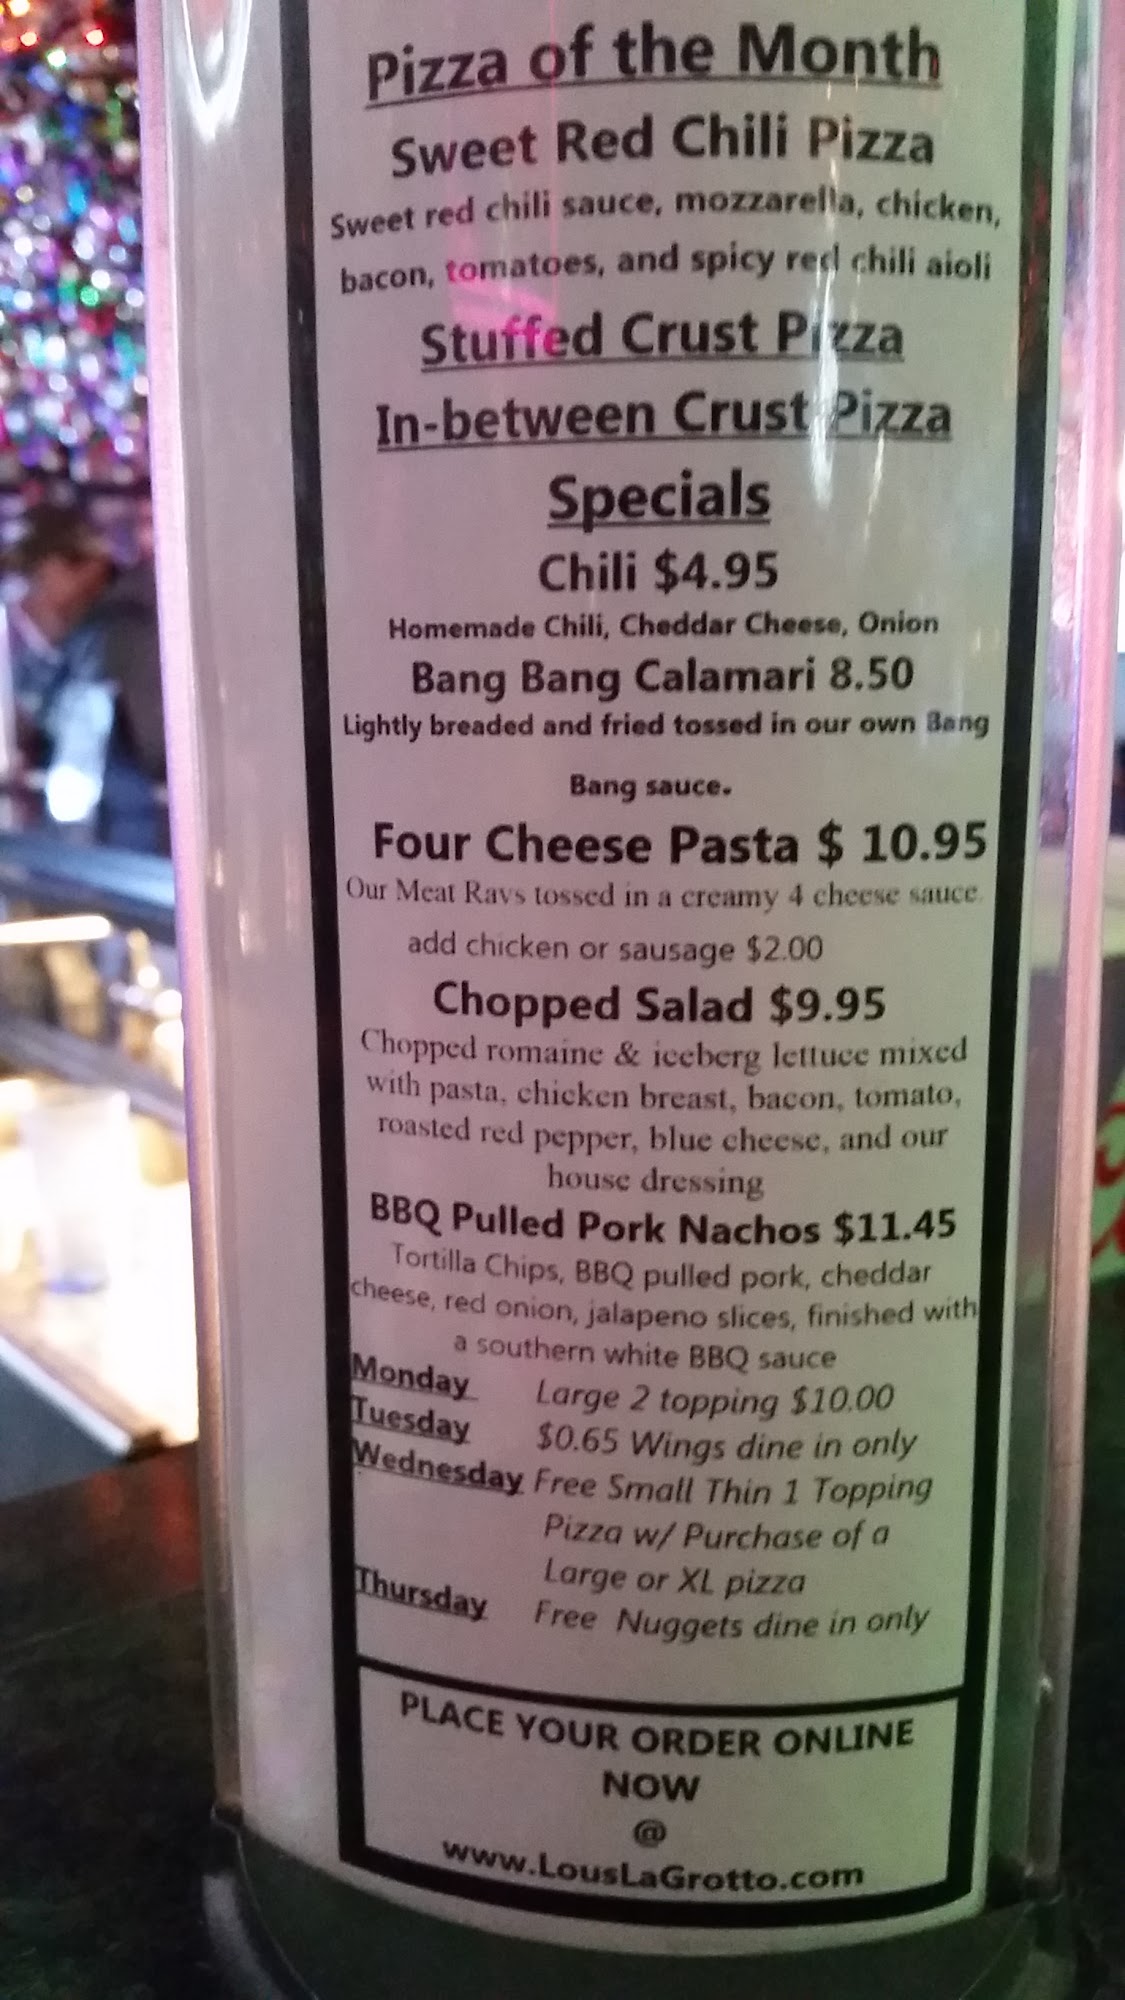 Pizza of the Month
Sweet Red Chili Pizza
Sweet red chili sauce, mozzarella, chicken,
bacon, tomatoes, and spicy red chili aioli
Stuffed Crust Pizza
In-between Crust Pizza
Specials
Chili $4.95
Homemade Chili, Cheddar Cheese, Onion
Bang Bang Calamari 8.50
Lightly breaded and fried tossed in our own Bang
Bang sauce.
Four Cheese Pasta $ 10.95
Our Meat Ravs tossed in a creamy 4 cheese sauce.
add chicken or sausage $2.00
Chopped Salad $9.95
Chopped romaine & iceberg lettuce mixed
with pasta, chicken breast, bacon, tomato,
roasted red pepper, blue cheese, and our
house dressing
BBQ Pulled Pork Nachos $11.45
Tortilla Chips, BBQ pulled pork, cheddar
cheese, red onion, jalapeno slices, finished with
a southern white BBQ sauce
Monday Large 2 topping $10.00
Tuesday $0.65 Wings dine in only
Wednesday Free Small Thin 1 Topping
Pizza w/ Purchase of a
Large or XL pizza
Thursday Free Nuggets dine in only
PLACE YOUR ORDER ONLINE
NOW
@
www.LousLaGrotto.com